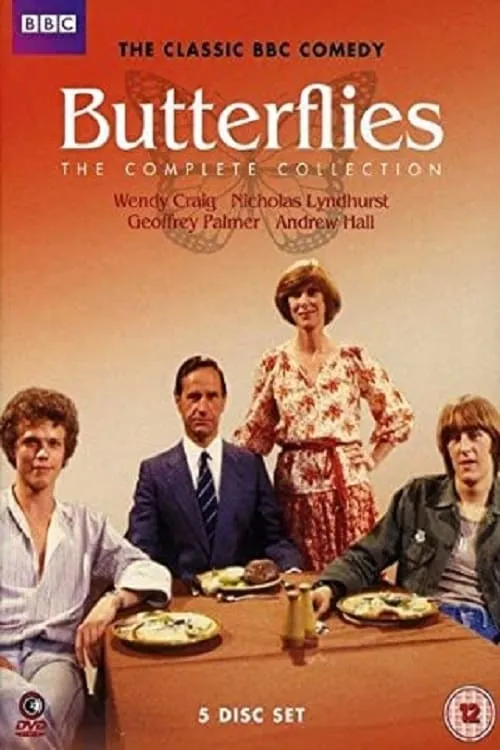 BBC
THE CLASSIC BBC COMEDY
Butterflies
THE COMPLETE COLLECTION
Wendy Craig Nicholas Lyndhurst
Geoffrey Palmer Andrew Hall
DVD
5 DISC SET
12